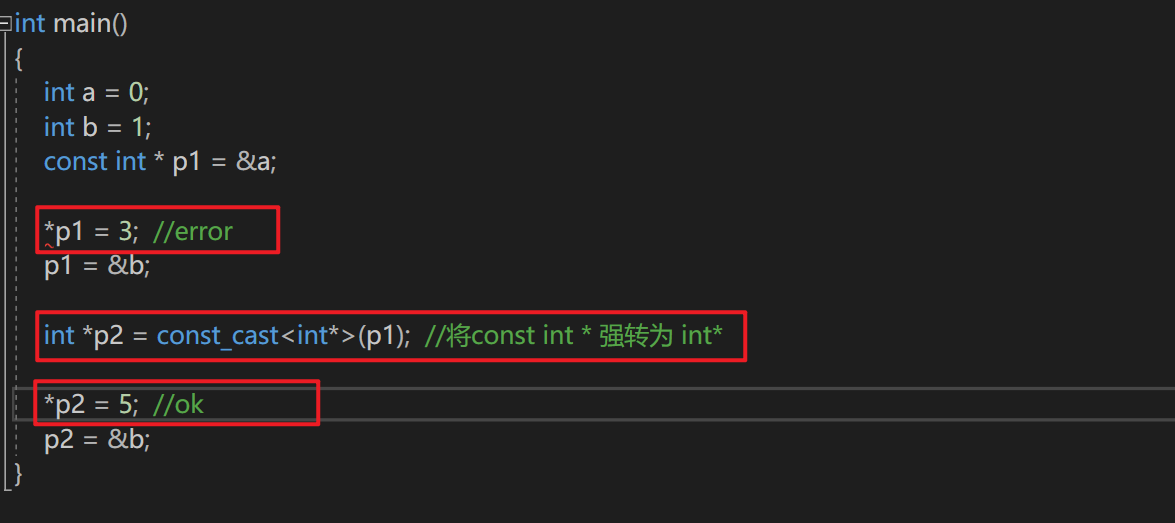 int main()
{
int a = 0;
int b = 1;
const int * p1 = &a;
*p1 = 3; //error
p1 = &b;
int *p2 = const_cast<int*>(p1); //将const int * 强转为 int*
*p2 = 5; //ok
p2 = &b;
}